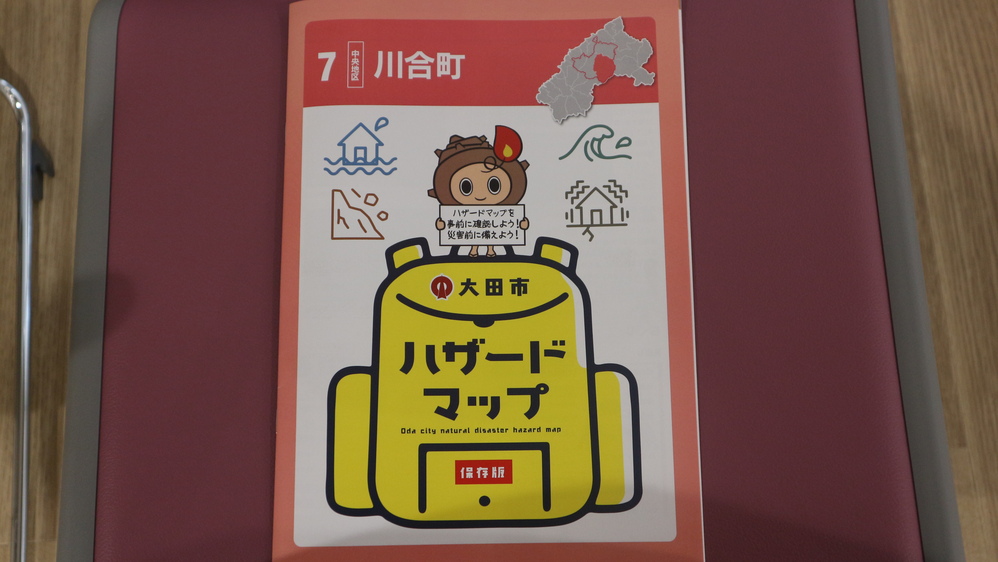 7 中央地区 川合町
ハザードマップを
事前に確認しよう!
災害前に備えよう!
大田市
ハザード
マップ
Oda city natural disaster hazard map
保存版